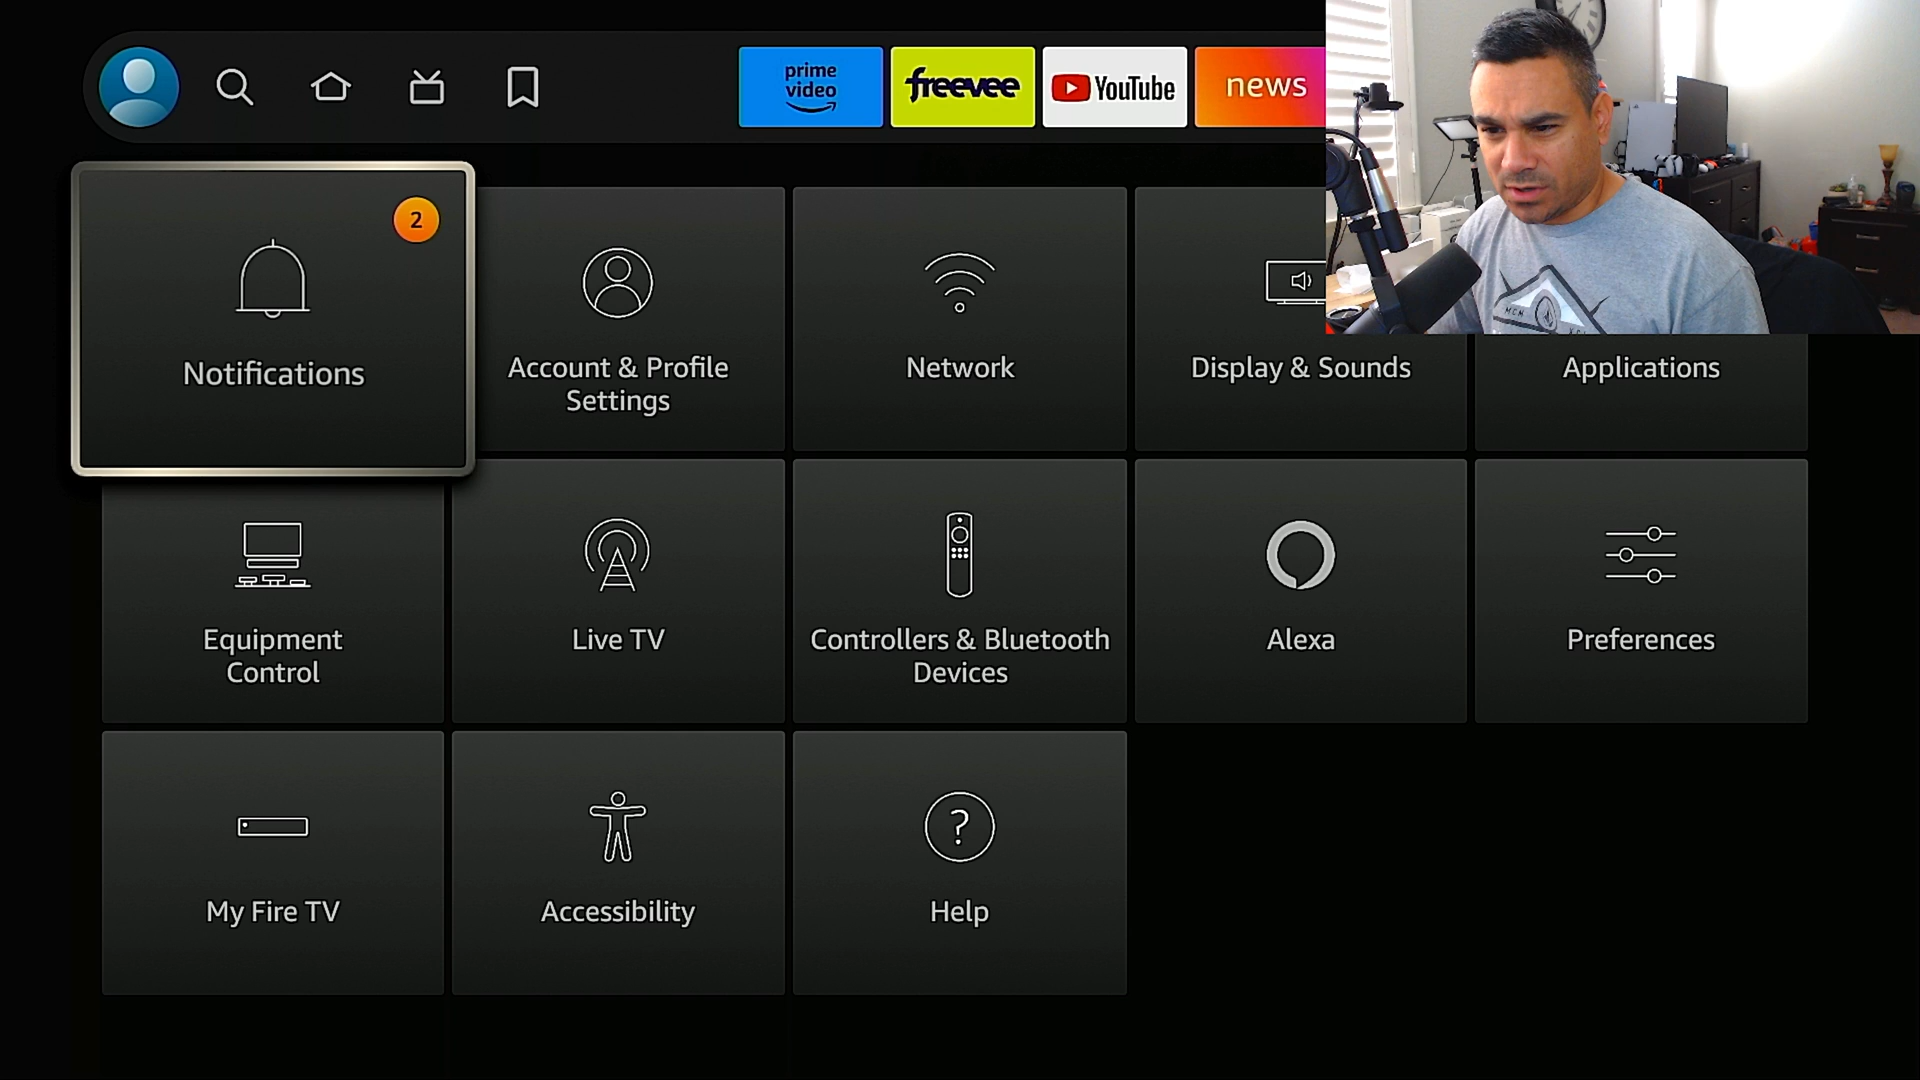 prime
video
freevee
YouTube
news
2
Notifications
Account & Profile
Settings
Network
Display & Sounds
Applications
Equipment
Control
Live TV
Controllers & Bluetooth
Devices
Alexa
Preferences
My Fire TV
Accessibility
?
Help
MCM